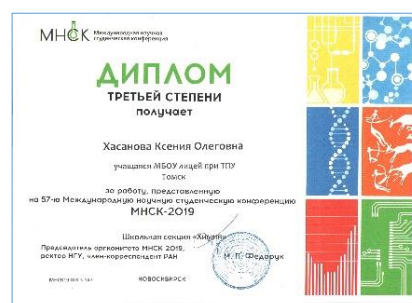 МНСК Международная научная
студенческая конференция
ДИПЛОМ
ТРЕТЬЕЙ СТЕПЕНИ
получает
Хасанова Ксения Олеговна
учащаяся МБОУ лицей при ТПУ
Томск
за работу, представленную
на 57-ю Международную научную студенческую конференцию
МНСК-2019
Школьная секция «Химия»
Председатель оргкомитета МНСК 2019,
ректор НГУ, член-корреспондент РАН
М. П. Федорук
НОВОСИБИРСК